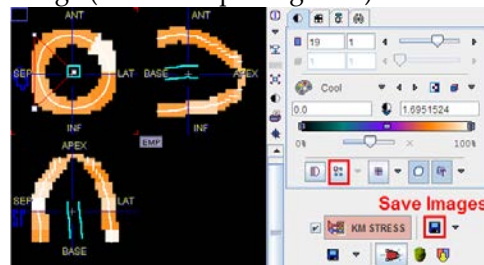 ANT
ANT
SEP
LAT
BASE
APEX
INF
INF
EMP
APEX
SEP
LAT
BASE
19
1
1
1
Cool
0.0
1.6951524
0%
100%
Save Images
KM STRESS